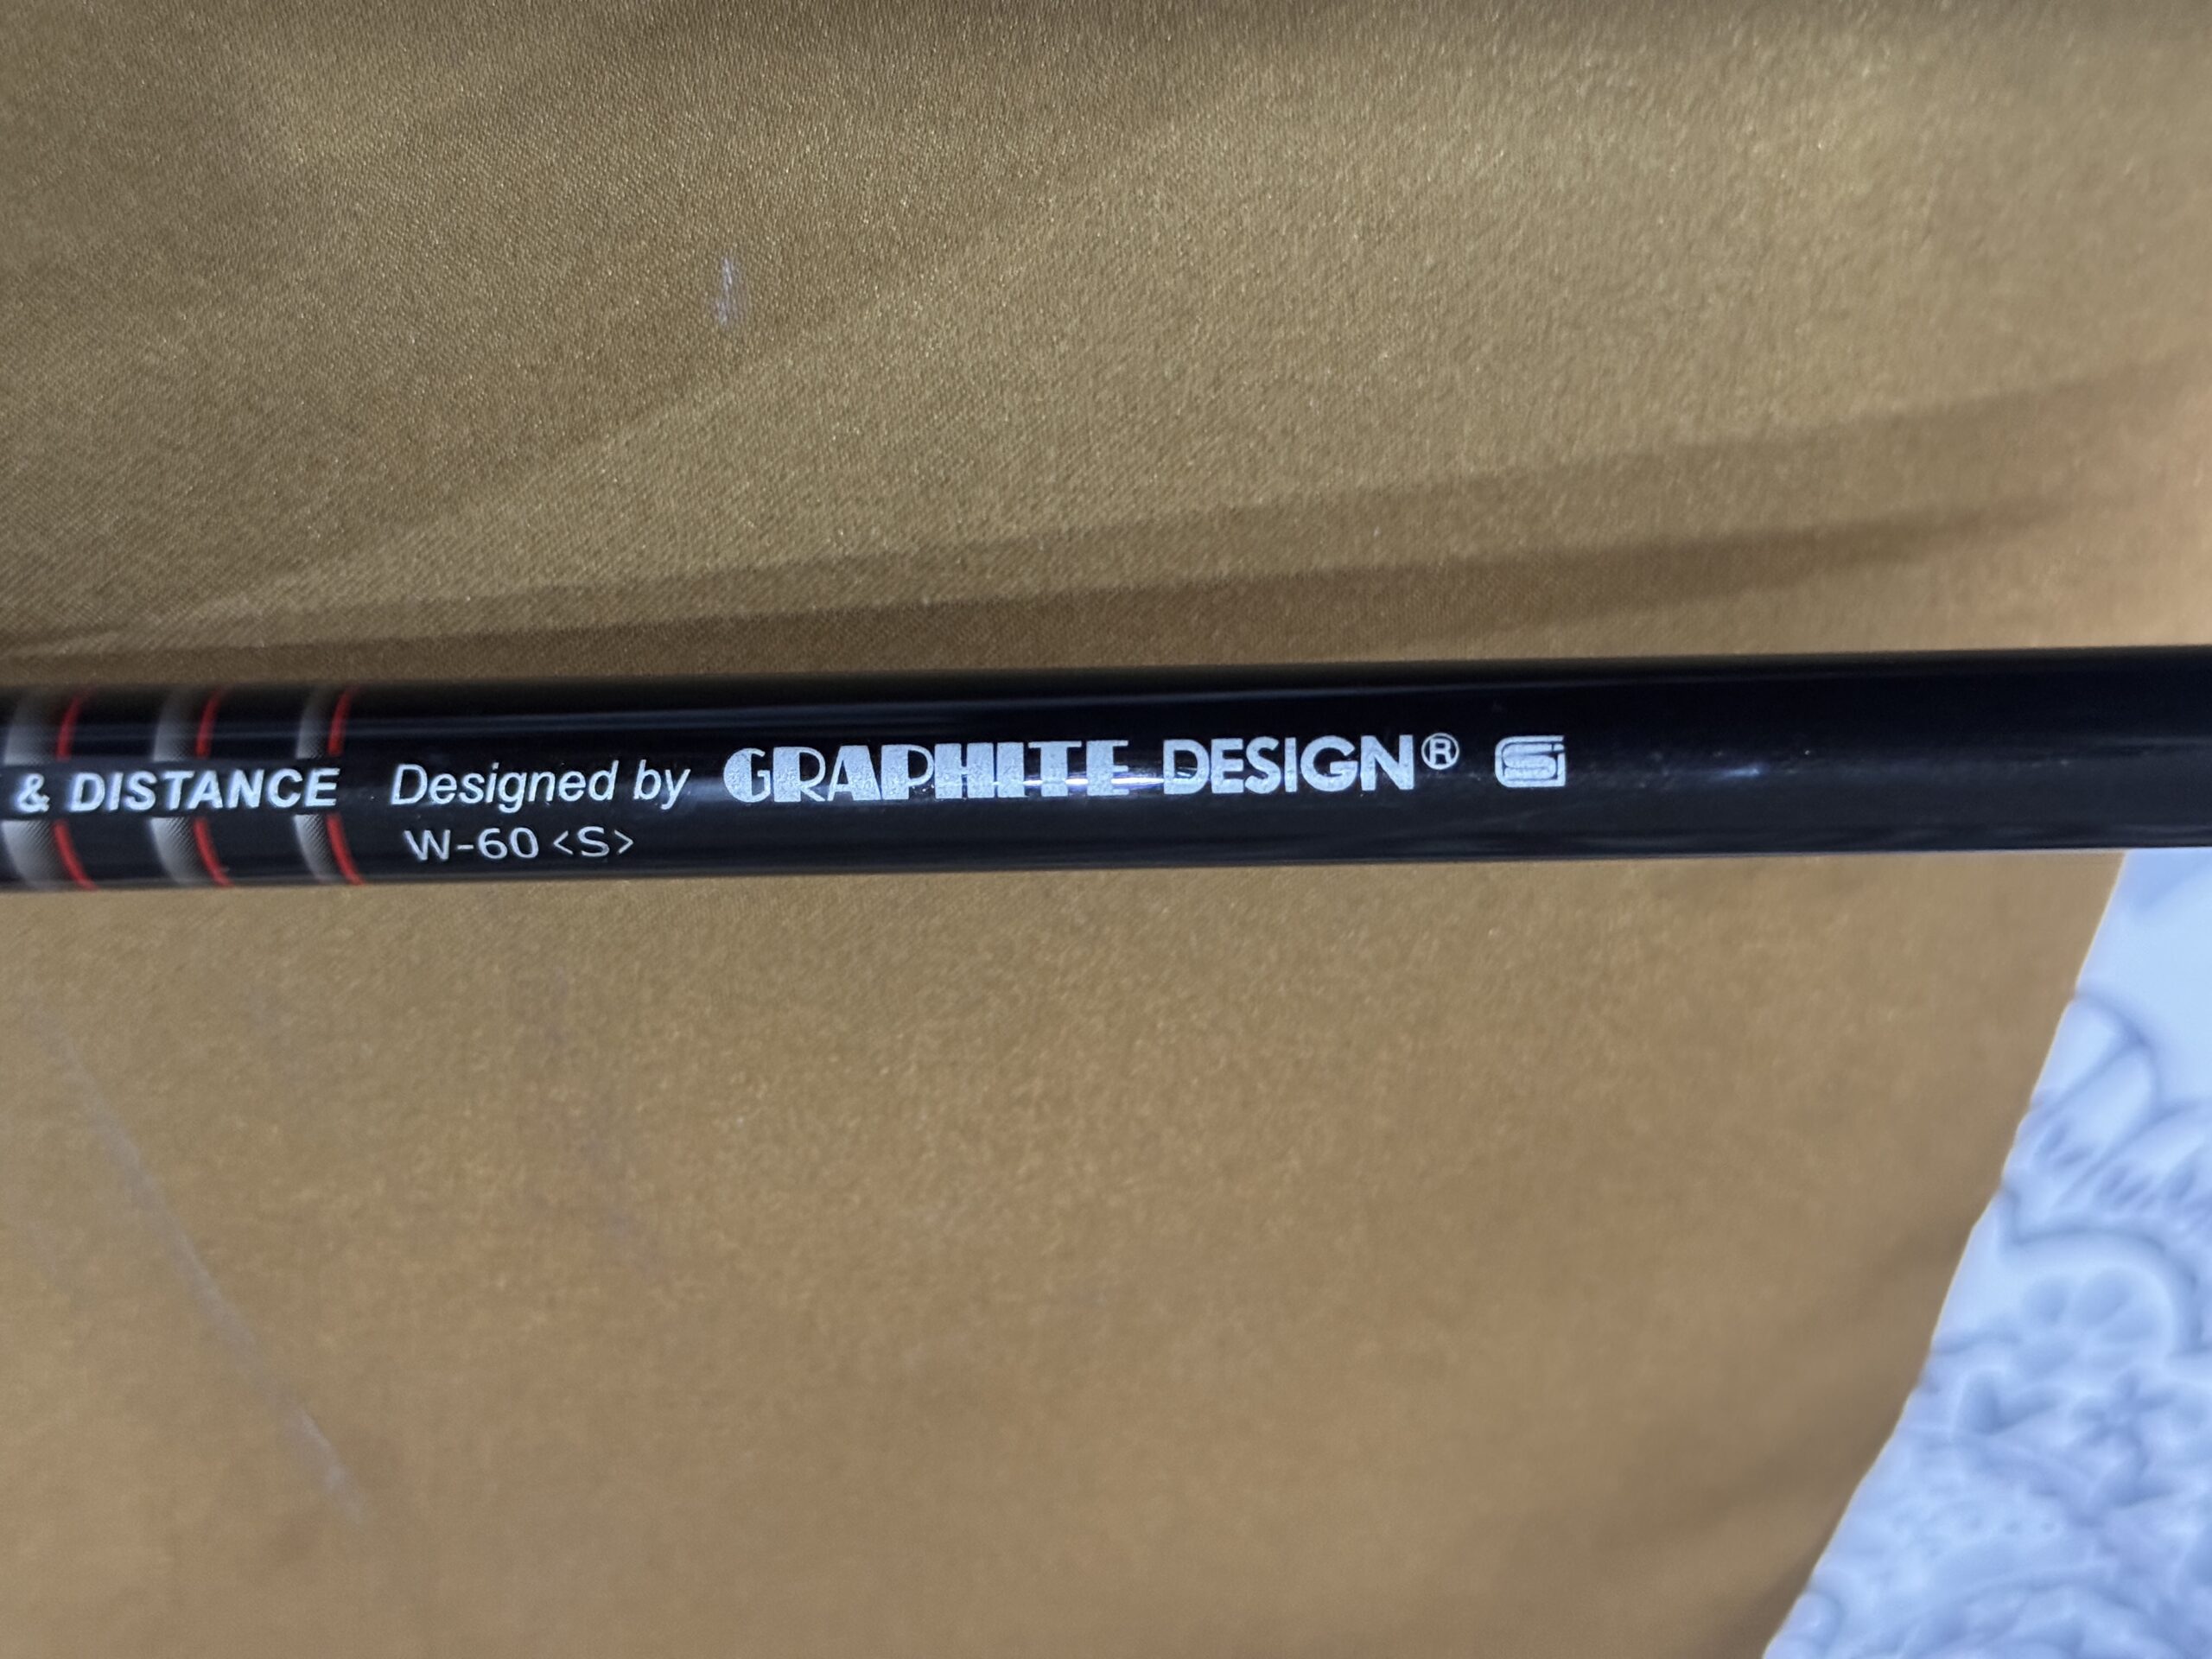 & DISTANCE Designed by GRAPHITE DESIGN®
W-60 <S>